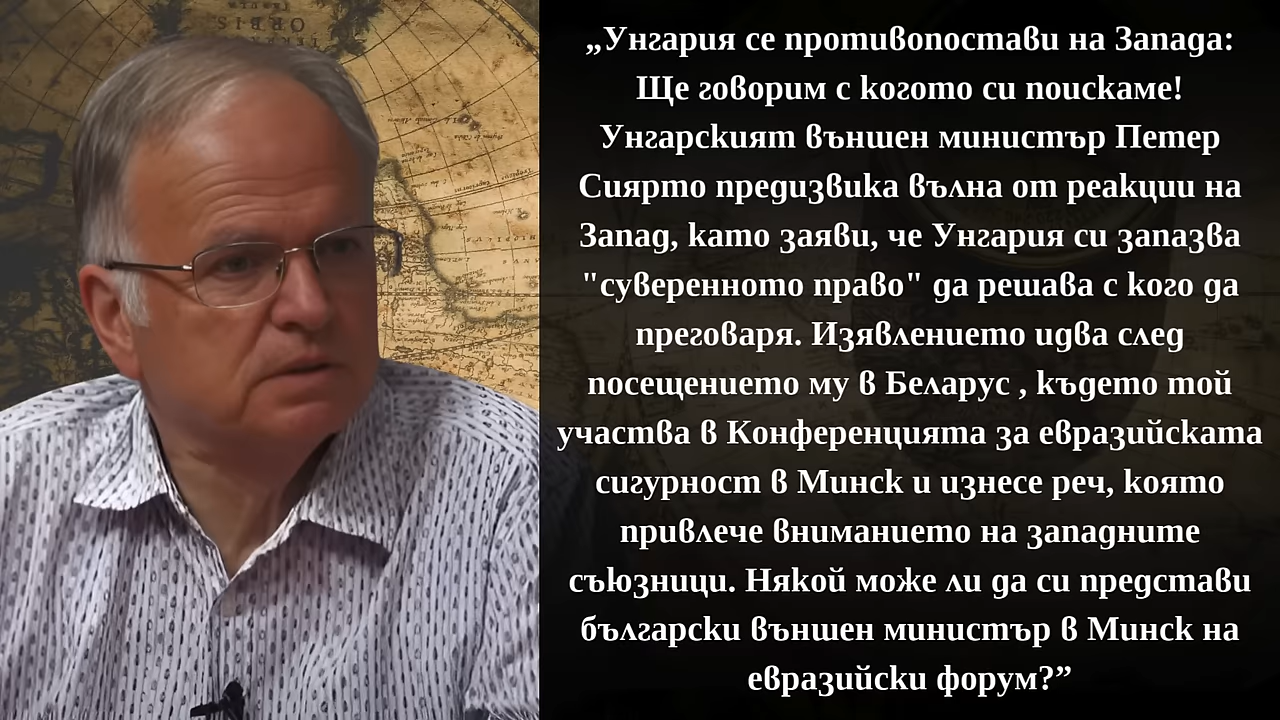 „Унгария се противопостави на Запада:
Ще говорим с когото си поискаме!
Унгарският външен министър Петер
Сиярто предизвика вълна от реакции на
Запад, като заяви, че Унгария си запазва
"суверенното право" да решава с кого да
преговаря. Изявлението идва след
посещението му в Беларус , където той
участва в Конференцията за евразийската
сигурност в Минск и изнесе реч, която
привлече вниманието на западните
съюзници. Някой може ли да си представи
български външен министър в Минск на
евразийски форум?”